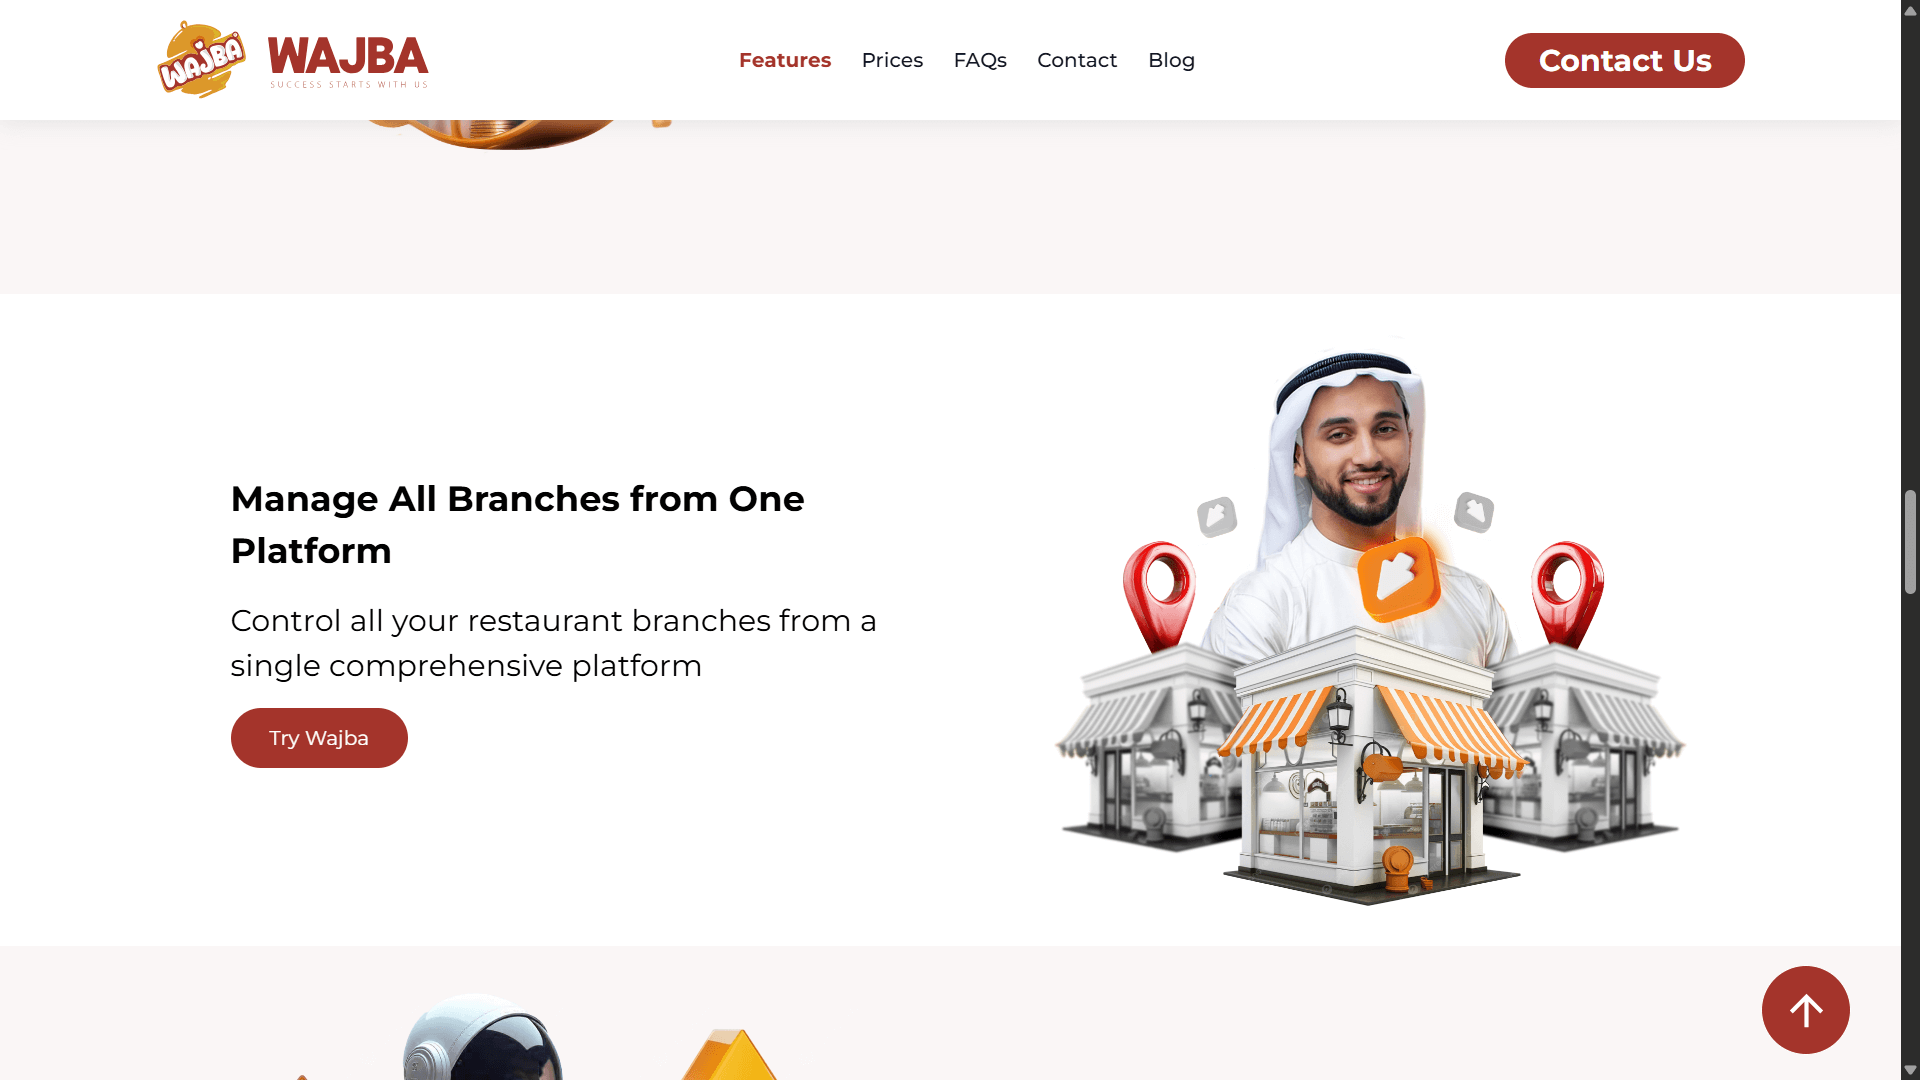 WAJBA
WAJBA
SUCCESS STARTS WITH US
Features
Prices
FAQs
Contact
Blog
Contact Us
Manage All Branches from One
Platform
Control all your restaurant branches from a
single comprehensive platform
Try Wajba